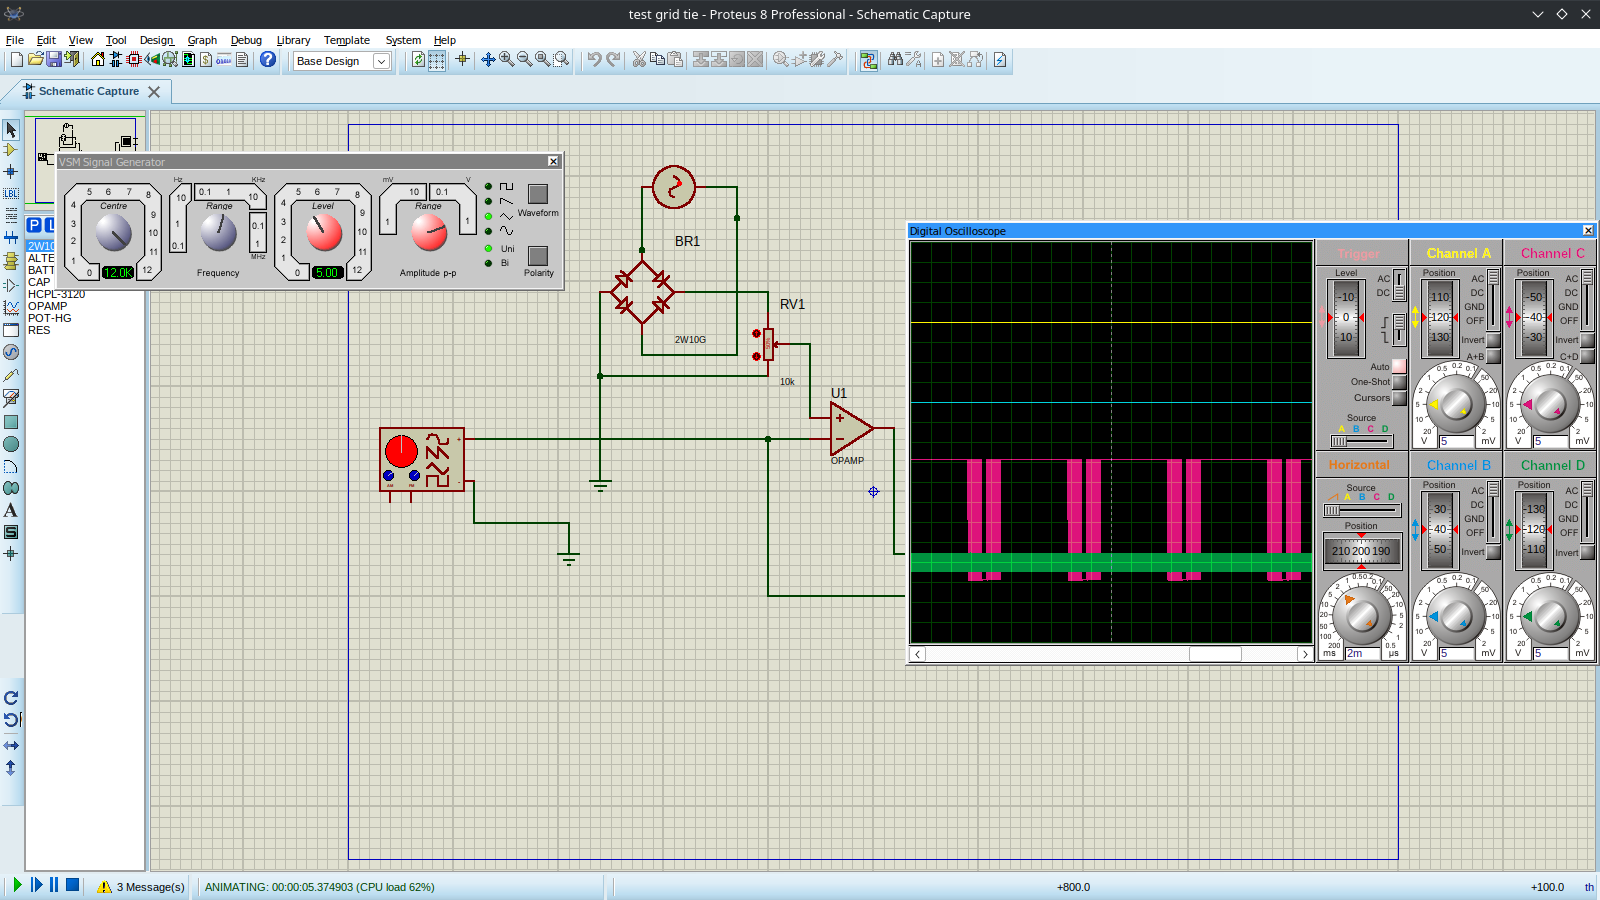 test grid tie - Proteus 8 Professional - Schematic Capture
File Edit View Tool Design Graph Debug Library Template System Help
Base Design
Schematic Capture
VSM Signal Generator
Centre
0 1 2 3 4 5 6 7 8 9 10 11 12
12.0K
Hz KHz
Range
0.1 1 10 0.1 1 10 0.1 1
MHz
Frequency
Level
0 1 2 3 4 5 6 7 8 9 10 11 12
5.00
mV V
Range
1 10 0.1 1
Amplitude p-p
Waveform
Uni
Bi
Polarity
P L
2W10
ALTE
BATT
CAP
HCPL-3120
OPAMP
POT-HG
RES
LBL
BR1
2W10G
RV1
50%
10k
U1
OPAMP
AM FM
+
-
Digital Oscilloscope
Trigger
Level
-10
0
10
AC
DC
Auto
One-Shot
Cursors
Source
A B C D
Channel A
Position
110
120
130
AC
DC
GND
OFF
Invert
A+B
V 5 mV
Channel C
Position
-50
-40
-30
AC
DC
GND
OFF
Invert
C+D
V 5 mV
Horizontal
Source
A B C D
Position
210 200 190
ms 2m µs
Channel B
Position
30
40
50
AC
DC
GND
OFF
Invert
V 5 mV
Channel D
Position
-130
-120
-110
AC
DC
GND
OFF
Invert
V 5 mV
3 Message(s)
ANIMATING: 00:00:05.374903 (CPU load 62%)
+800.0
+100.0
th